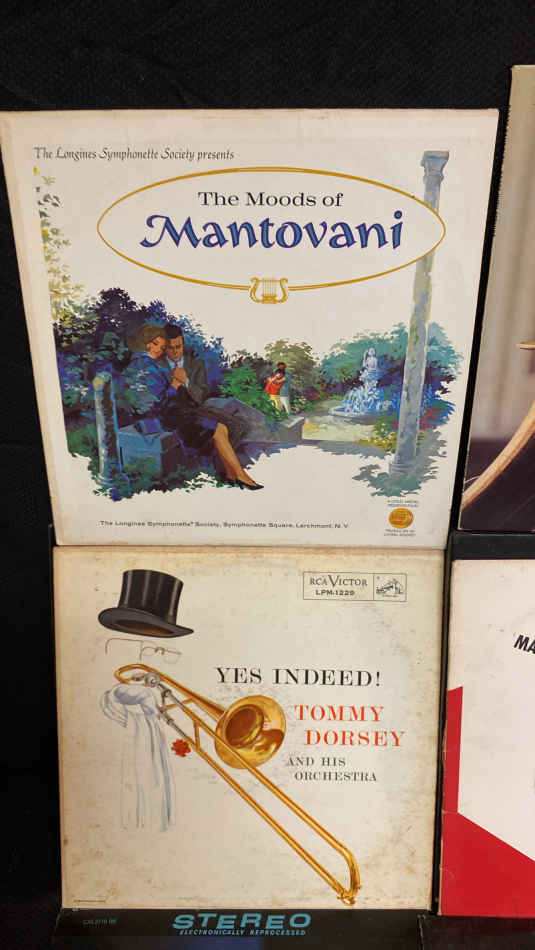 The Longines Symphonette Society presents
The Moods of
Mantovani
The Longines Symphonette® Society, Symphonette Square, Larchmont, N. Y.
RCA VICTOR
LPM-1229
YES INDEED!
TOMMY
DORSEY
AND HIS
ORCHESTRA
MA
STEREO
ELECTRONICALLY REPROCESSED